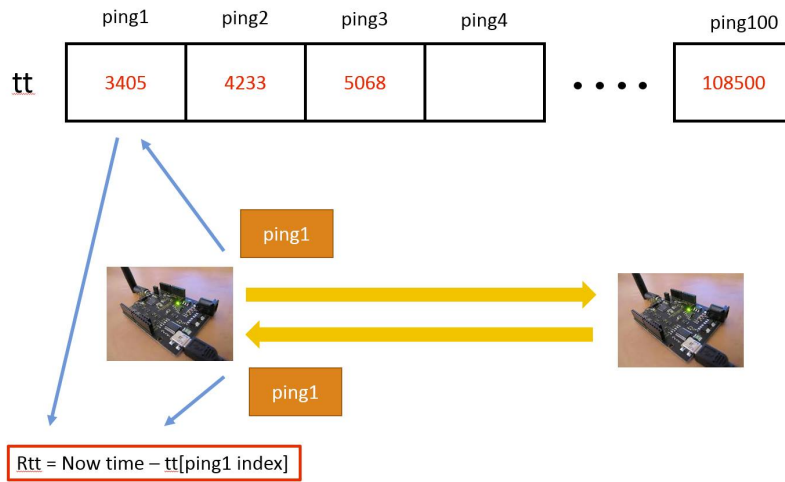 ping1 ping2 ping3 ping4 ping100
tt 3405 4233 5068 108500
ping1
ping1
Rtt = Now time – tt[ping1 index]